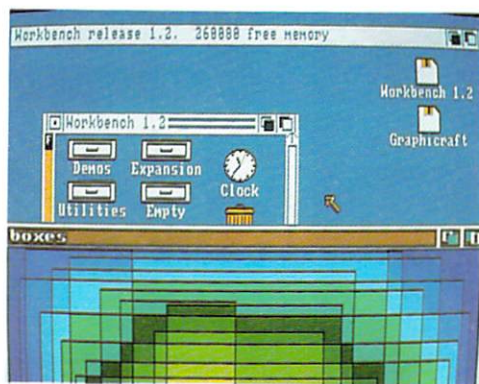 Workbench release 1.2. 268888 free memory
Workbench 1.2
Graphicraft
Workbench 1.2
Demos Expansion Clock
Utilities Empty
boxes